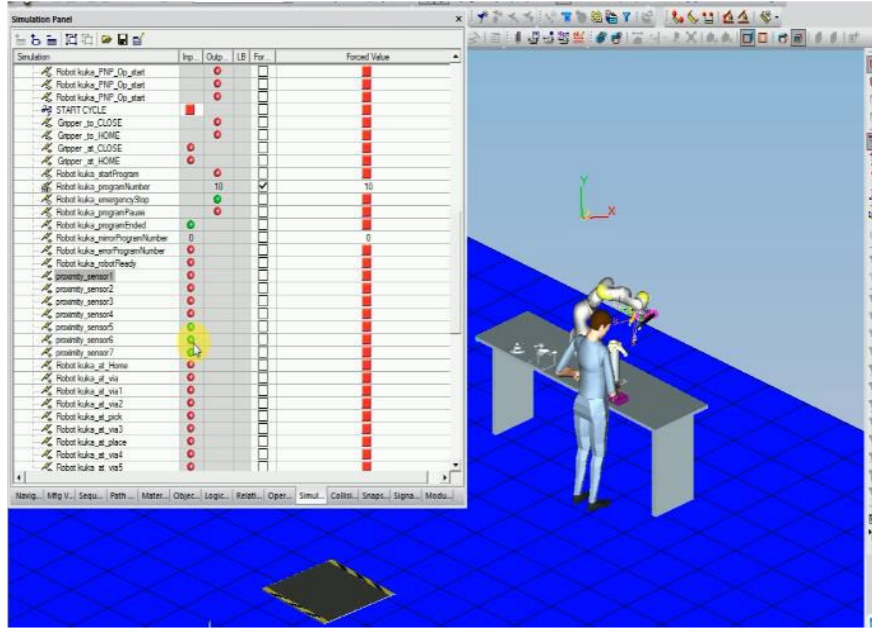 Simulation Panel
Simulation Inp... Outp... LB For... Forced Value
Robot kuka_PNP_Op_start
Robot kuka_PNP_Op_start
Robot kuka_PNP_Op_start
START CYCLE
Gripper_to_CLOSE
Gripper_to_HOME
Gripper_at_CLOSE
Gripper_at_HOME
Robot kuka_startProgram
Robot kuka_programNumber 10 10
Robot kuka_emergencyStop
Robot kuka_programPause
Robot kuka_programEnded
Robot kuka_mirrorProgramNumber 0 0
Robot kuka_errorProgramNumber
Robot kuka_robotReady
proximity_sensor1
proximity_sensor2
proximity_sensor3
proximity_sensor4
proximity_sensor5
proximity_sensor6
proximity_sensor7
Robot kuka_at_Home
Robot kuka_at_via
Robot kuka_at_via1
Robot kuka_at_via2
Robot kuka_at_pick
Robot kuka_at_via3
Robot kuka_at_place
Robot kuka_at_via4
Robot kuka_at_via5
Navig... Mfg V... Sequ... Path ... Mater... Objec... Logic... Relati... Oper... Simul... Collisi... Snaps... Signa... Modu...
Y
X